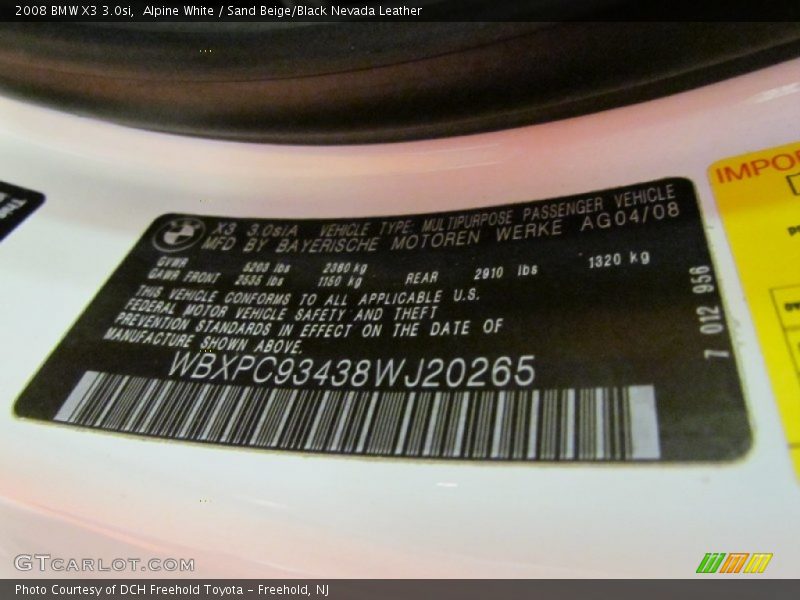 2008 BMW X3 3.0si,  Alpine White / Sand Beige/Black Nevada Leather
IMPO
X3 3.0siA VEHICLE TYPE MULTIPURPOSE PASSENGER VEHICLE
MFD BY BAYERISCHE MOTOREN WERKE AG04/08
GVWR 5203 lbs 2360 kg
GAWR FRONT 2535 lbs 1150 kg REAR 2910 lbs 1320 kg
THIS VEHICLE CONFORMS TO ALL APPLICABLE U.S.
FEDERAL MOTOR VEHICLE SAFETY AND THEFT
PREVENTION STANDARDS IN EFFECT ON THE DATE OF
MANUFACTURE SHOWN ABOVE.
WBXPC93438WJ20265
7 012 956
GTCARLOT.COM
Photo Courtesy of DCH Freehold Toyota – Freehold, NJ